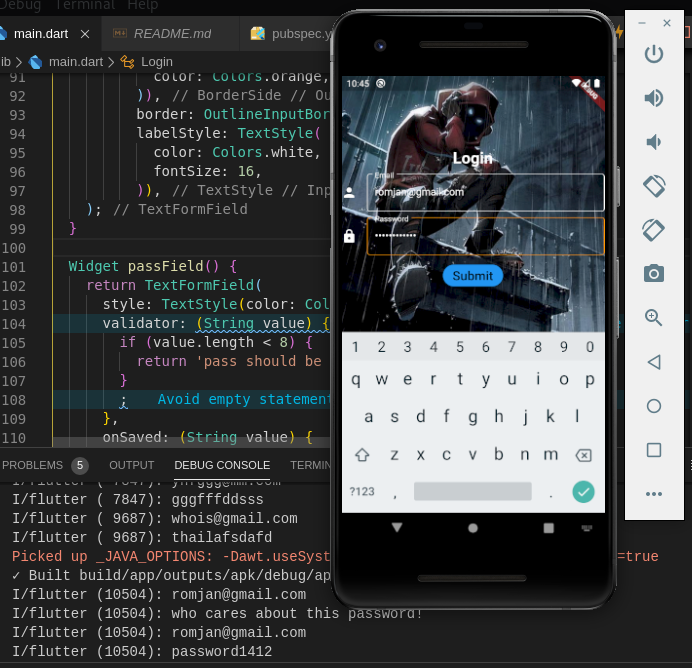 Debug Terminal Help
main.dart × README.md pubspec.y
ib > main.dart > Login
91 color: Colors.orange,
92 )), // BorderSide // Ou
93 border: OutlineInputBor
94 labelStyle: TextStyle(
95 color: Colors.white,
96 fontSize: 16,
97 )), // TextStyle // Inp
98 ); // TextFormField
99 }
100
101 Widget passField() {
102 return TextFormField(
103 style: TextStyle(color: Col
104 validator: (String value) {
105 if (value.length < 8) {
106 return 'pass should be
107 }
108 ; Avoid empty statement
109 },
110 onSaved: (String value) {
PROBLEMS 5 OUTPUT DEBUG CONSOLE TERMIN
I/flutter ( 7847): gggfffddsss
I/flutter ( 9687): whois@gmail.com
I/flutter ( 9687): thailafsdafd
Picked up _JAVA_OPTIONS: -Dawt.useSyst =true
✓ Built build/app/outputs/apk/debug/ap
I/flutter (10504): romjan@gmail.com
I/flutter (10504): who cares about this password!
I/flutter (10504): romjan@gmail.com
I/flutter (10504): password1412
10:45
Login
Email
romjan@gmail.com
Password
••••••••••••
Submit
1 2 3 4 5 6 7 8 9 0
q w e r t y u i o p
a s d f g h j k l
z x c v b n m
?123 , .